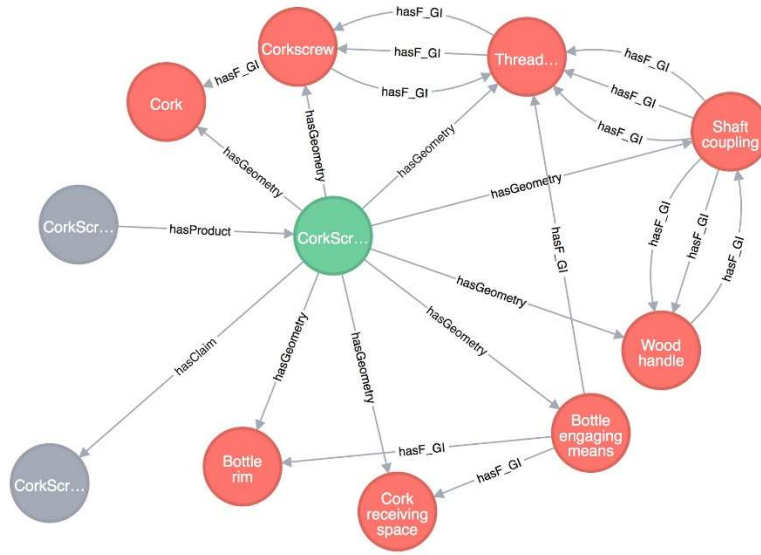 hasF_GI
Corkscrew
hasF_GI
Thread…
hasF_GI
hasF_GI
hasF_GI
Cork
hasF_GI
hasF_GI
Shaft
coupling
hasGeometry
hasGeometry
hasGeometry
hasGeometry
CorkScr…
hasProduct
CorkScr…
hasF_GI
hasF_GI
hasF_GI
hasF_GI
hasGeometry
hasGeometry
hasClaim
hasGeometry
hasGeometry
Wood
handle
Bottle
engaging
means
hasF_GI
Bottle
rim
hasF_GI
CorkScr…
Cork
receiving
space